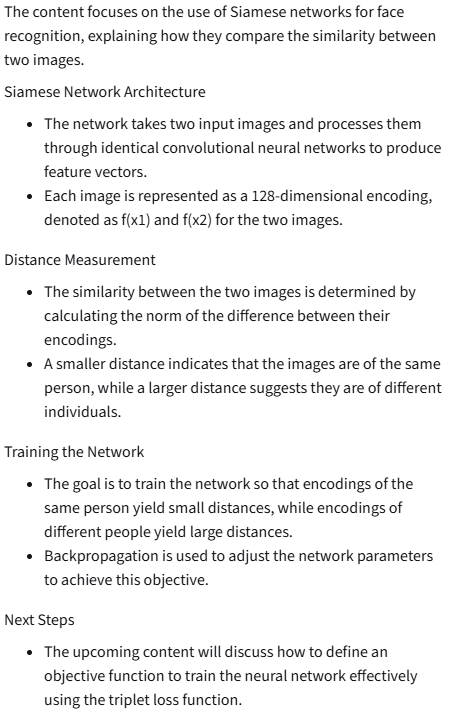 The content focuses on the use of Siamese networks for face
recognition, explaining how they compare the similarity between
two images.
Siamese Network Architecture
• The network takes two input images and processes them
through identical convolutional neural networks to produce
feature vectors.
• Each image is represented as a 128-dimensional encoding,
denoted as f(x1) and f(x2) for the two images.
Distance Measurement
• The similarity between the two images is determined by
calculating the norm of the difference between their
encodings.
• A smaller distance indicates that the images are of the same
person, while a larger distance suggests they are of different
individuals.
Training the Network
• The goal is to train the network so that encodings of the
same person yield small distances, while encodings of
different people yield large distances.
• Backpropagation is used to adjust the network parameters
to achieve this objective.
Next Steps
• The upcoming content will discuss how to define an
objective function to train the neural network effectively
using the triplet loss function.